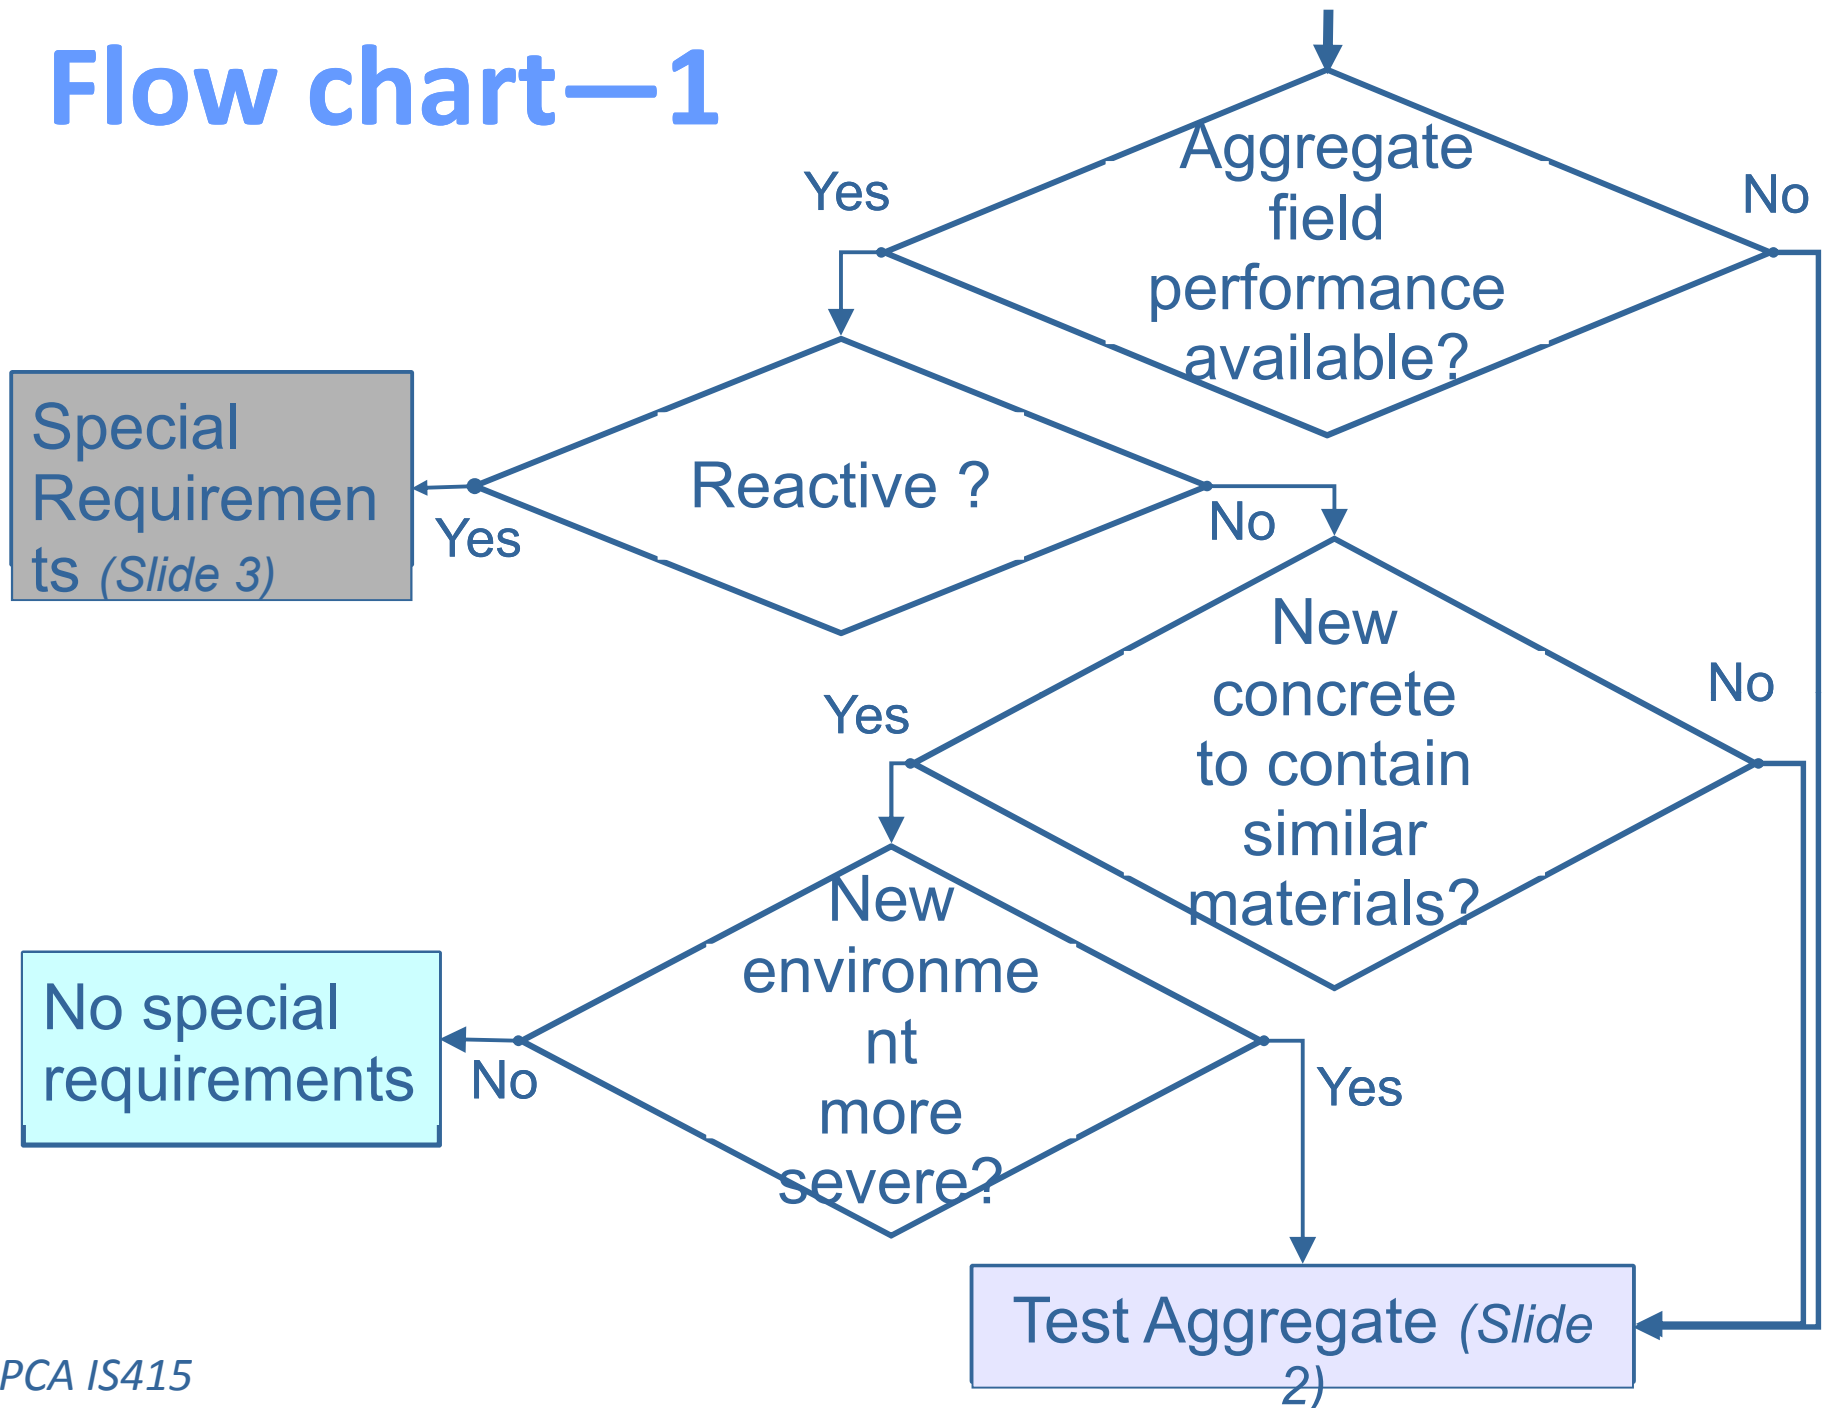 Flow chart—1
Aggregate
field
performance
available?
Yes
No
Reactive ?
Special
Requiremen
ts (Slide 3)
Yes
No
New
concrete
to contain
similar
materials?
Yes
No
New
environme
nt
more
severe?
No special
requirements
No
Yes
Test Aggregate (Slide
2)
PCA IS415